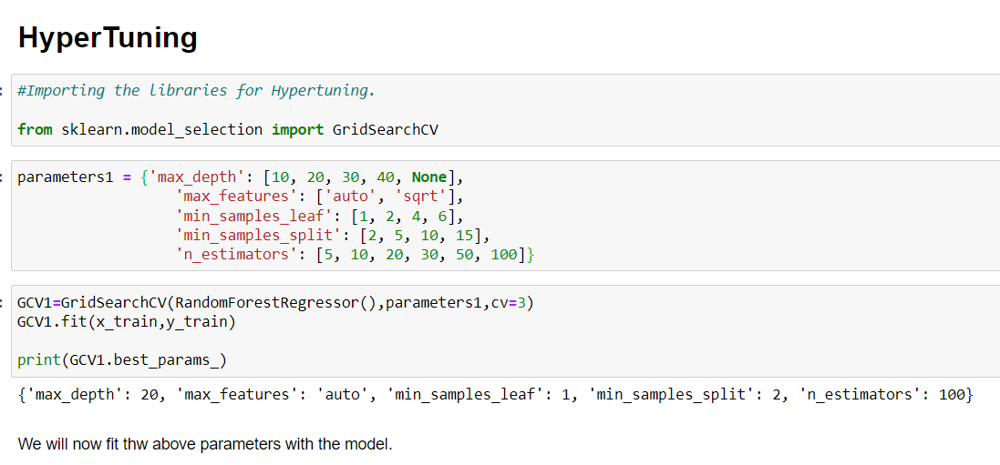 HyperTuning
#Importing the libraries for Hypertuning.
from sklearn.model_selection import GridSearchCV
parameters1 = {'max_depth': [10, 20, 30, 40, None],
'max_features': ['auto', 'sqrt'],
'min_samples_leaf': [1, 2, 4, 6],
'min_samples_split': [2, 5, 10, 15],
'n_estimators': [5, 10, 20, 30, 50, 100]}
GCV1=GridSearchCV(RandomForestRegressor(),parameters1,cv=3)
GCV1.fit(x_train,y_train)
print(GCV1.best_params_)
{'max_depth': 20, 'max_features': 'auto', 'min_samples_leaf': 1, 'min_samples_split': 2, 'n_estimators': 100}
We will now fit thw above parameters with the model.